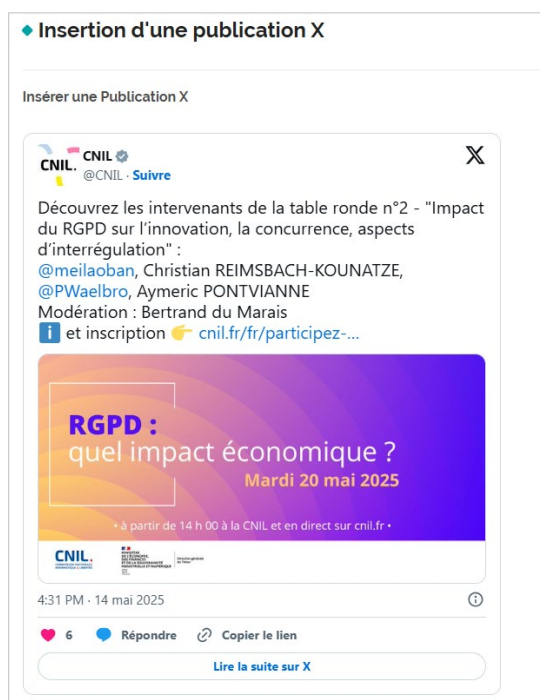 Insertion d'une publication X
Insérer une Publication X
CNIL
CNIL.
@CNIL · Suivre
Découvrez les intervenants de la table ronde n°2 - "Impact
du RGPD sur l’innovation, la concurrence, aspects
d’interrégulation" :
@meilaoban, Christian REIMSBACH-KOUNATZE,
@PWaelbro, Aymeric PONTVIANNE
Modération : Bertrand du Marais
ℹ️ et inscription 👉 cnil.fr/fr/participez-...
RGPD :
quel impact économique ?
Mardi 20 mai 2025
• à partir de 14 h 00 à la CNIL et en direct sur cnil.fr •
CNIL.
4:31 PM · 14 mai 2025
6 Répondre Copier le lien
Lire la suite sur X